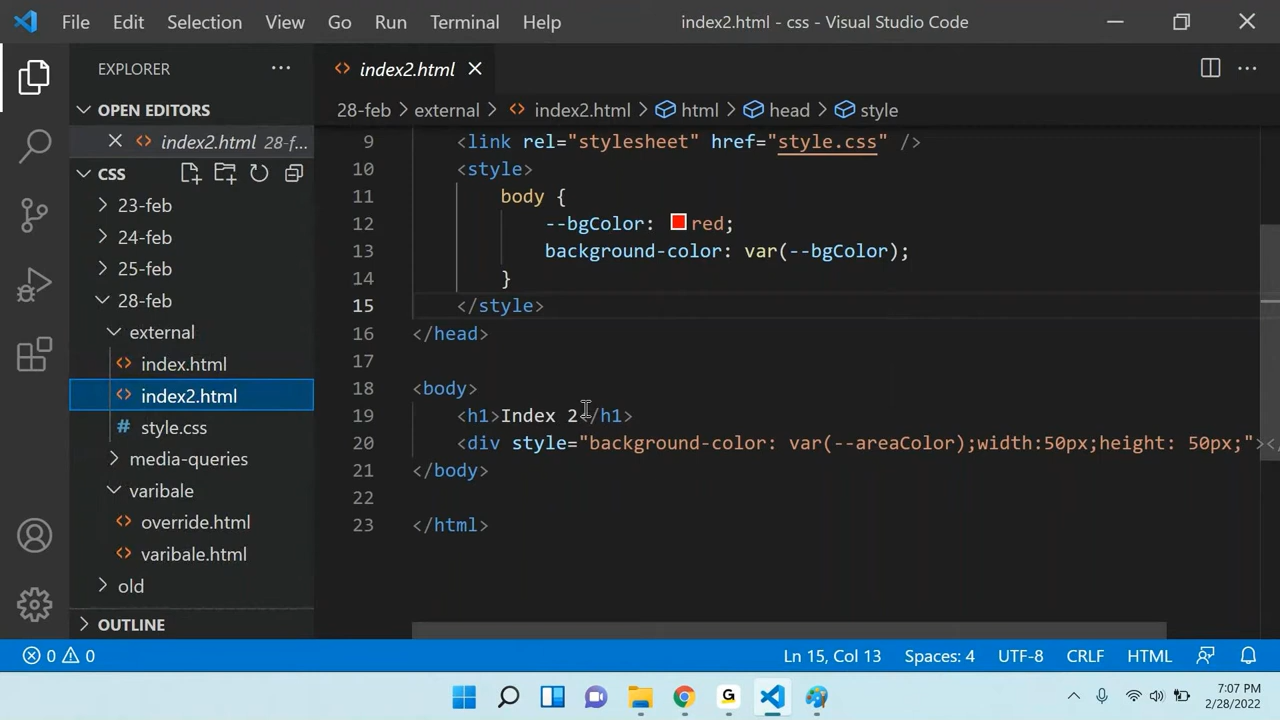 File Edit Selection View Go Run Terminal Help index2.html - css - Visual Studio Code
EXPLORER
OPEN EDITORS
index2.html 28-f...
CSS
23-feb
24-feb
25-feb
28-feb
external
index.html
index2.html
style.css
media-queries
varibale
override.html
varibale.html
old
OUTLINE
index2.html
28-feb > external > index2.html > html > head > style
9 <link rel="stylesheet" href="style.css" />
10 <style>
11 body {
12 --bgColor: red;
13 background-color: var(--bgColor);
14 }
15 </style>
16 </head>
17
18 <body>
19 <h1>Index 2</h1>
20 <div style="background-color: var(--areaColor);width:50px;height: 50px;"></
21 </body>
22
23 </html>
0 0 Ln 15, Col 13 Spaces: 4 UTF-8 CRLF HTML
G
7:07 PM
2/28/2022